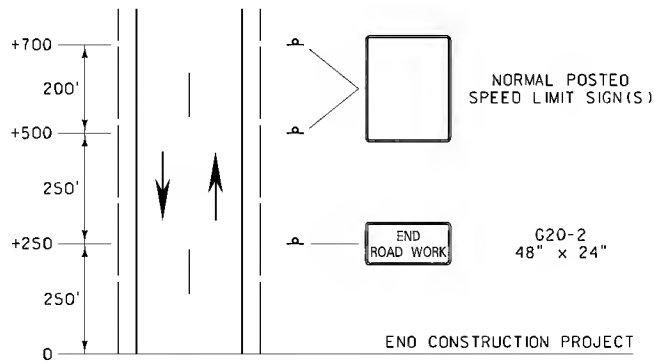 +700
200'
+500
250'
+250
250'
0
NORMAL POSTED
SPEED LIMIT SIGN(S)
END
ROAD WORK
G20-2
48" x 24"
END CONSTRUCTION PROJECT